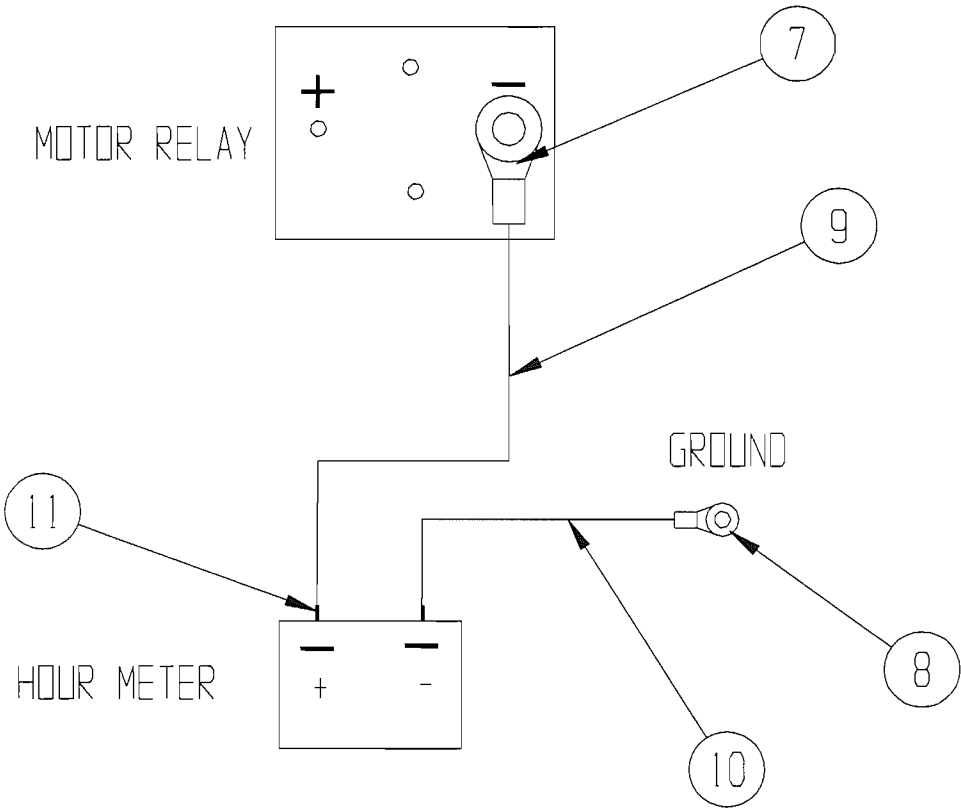 7
+ −
MOTOR RELAY
9
GROUND
11
HOUR METER
+ -
8
10